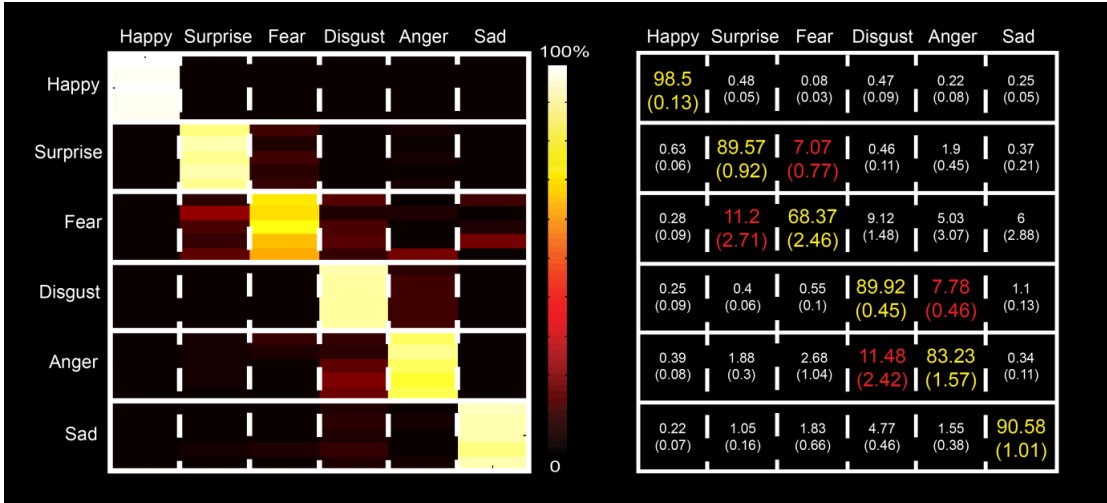 Happy Surprise Fear Disgust Anger Sad
100%
Happy
Surprise
Fear
Disgust
Anger
Sad
0
Happy Surprise Fear Disgust Anger Sad
98.5 0.48 0.08 0.47 0.22 0.25
(0.13) (0.05) (0.03) (0.09) (0.08) (0.05)
0.63 89.57 7.07 0.46 1.9 0.37
(0.06) (0.92) (0.77) (0.11) (0.45) (0.21)
0.28 11.2 68.37 9.12 5.03 6
(0.09) (2.71) (2.46) (1.48) (3.07) (2.88)
0.25 0.4 0.55 89.92 7.78 1.1
(0.09) (0.06) (0.1) (0.45) (0.46) (0.13)
0.39 1.88 2.68 11.48 83.23 0.34
(0.08) (0.3) (1.04) (2.42) (1.57) (0.11)
0.22 1.05 1.83 4.77 1.55 90.58
(0.07) (0.16) (0.66) (0.46) (0.38) (1.01)